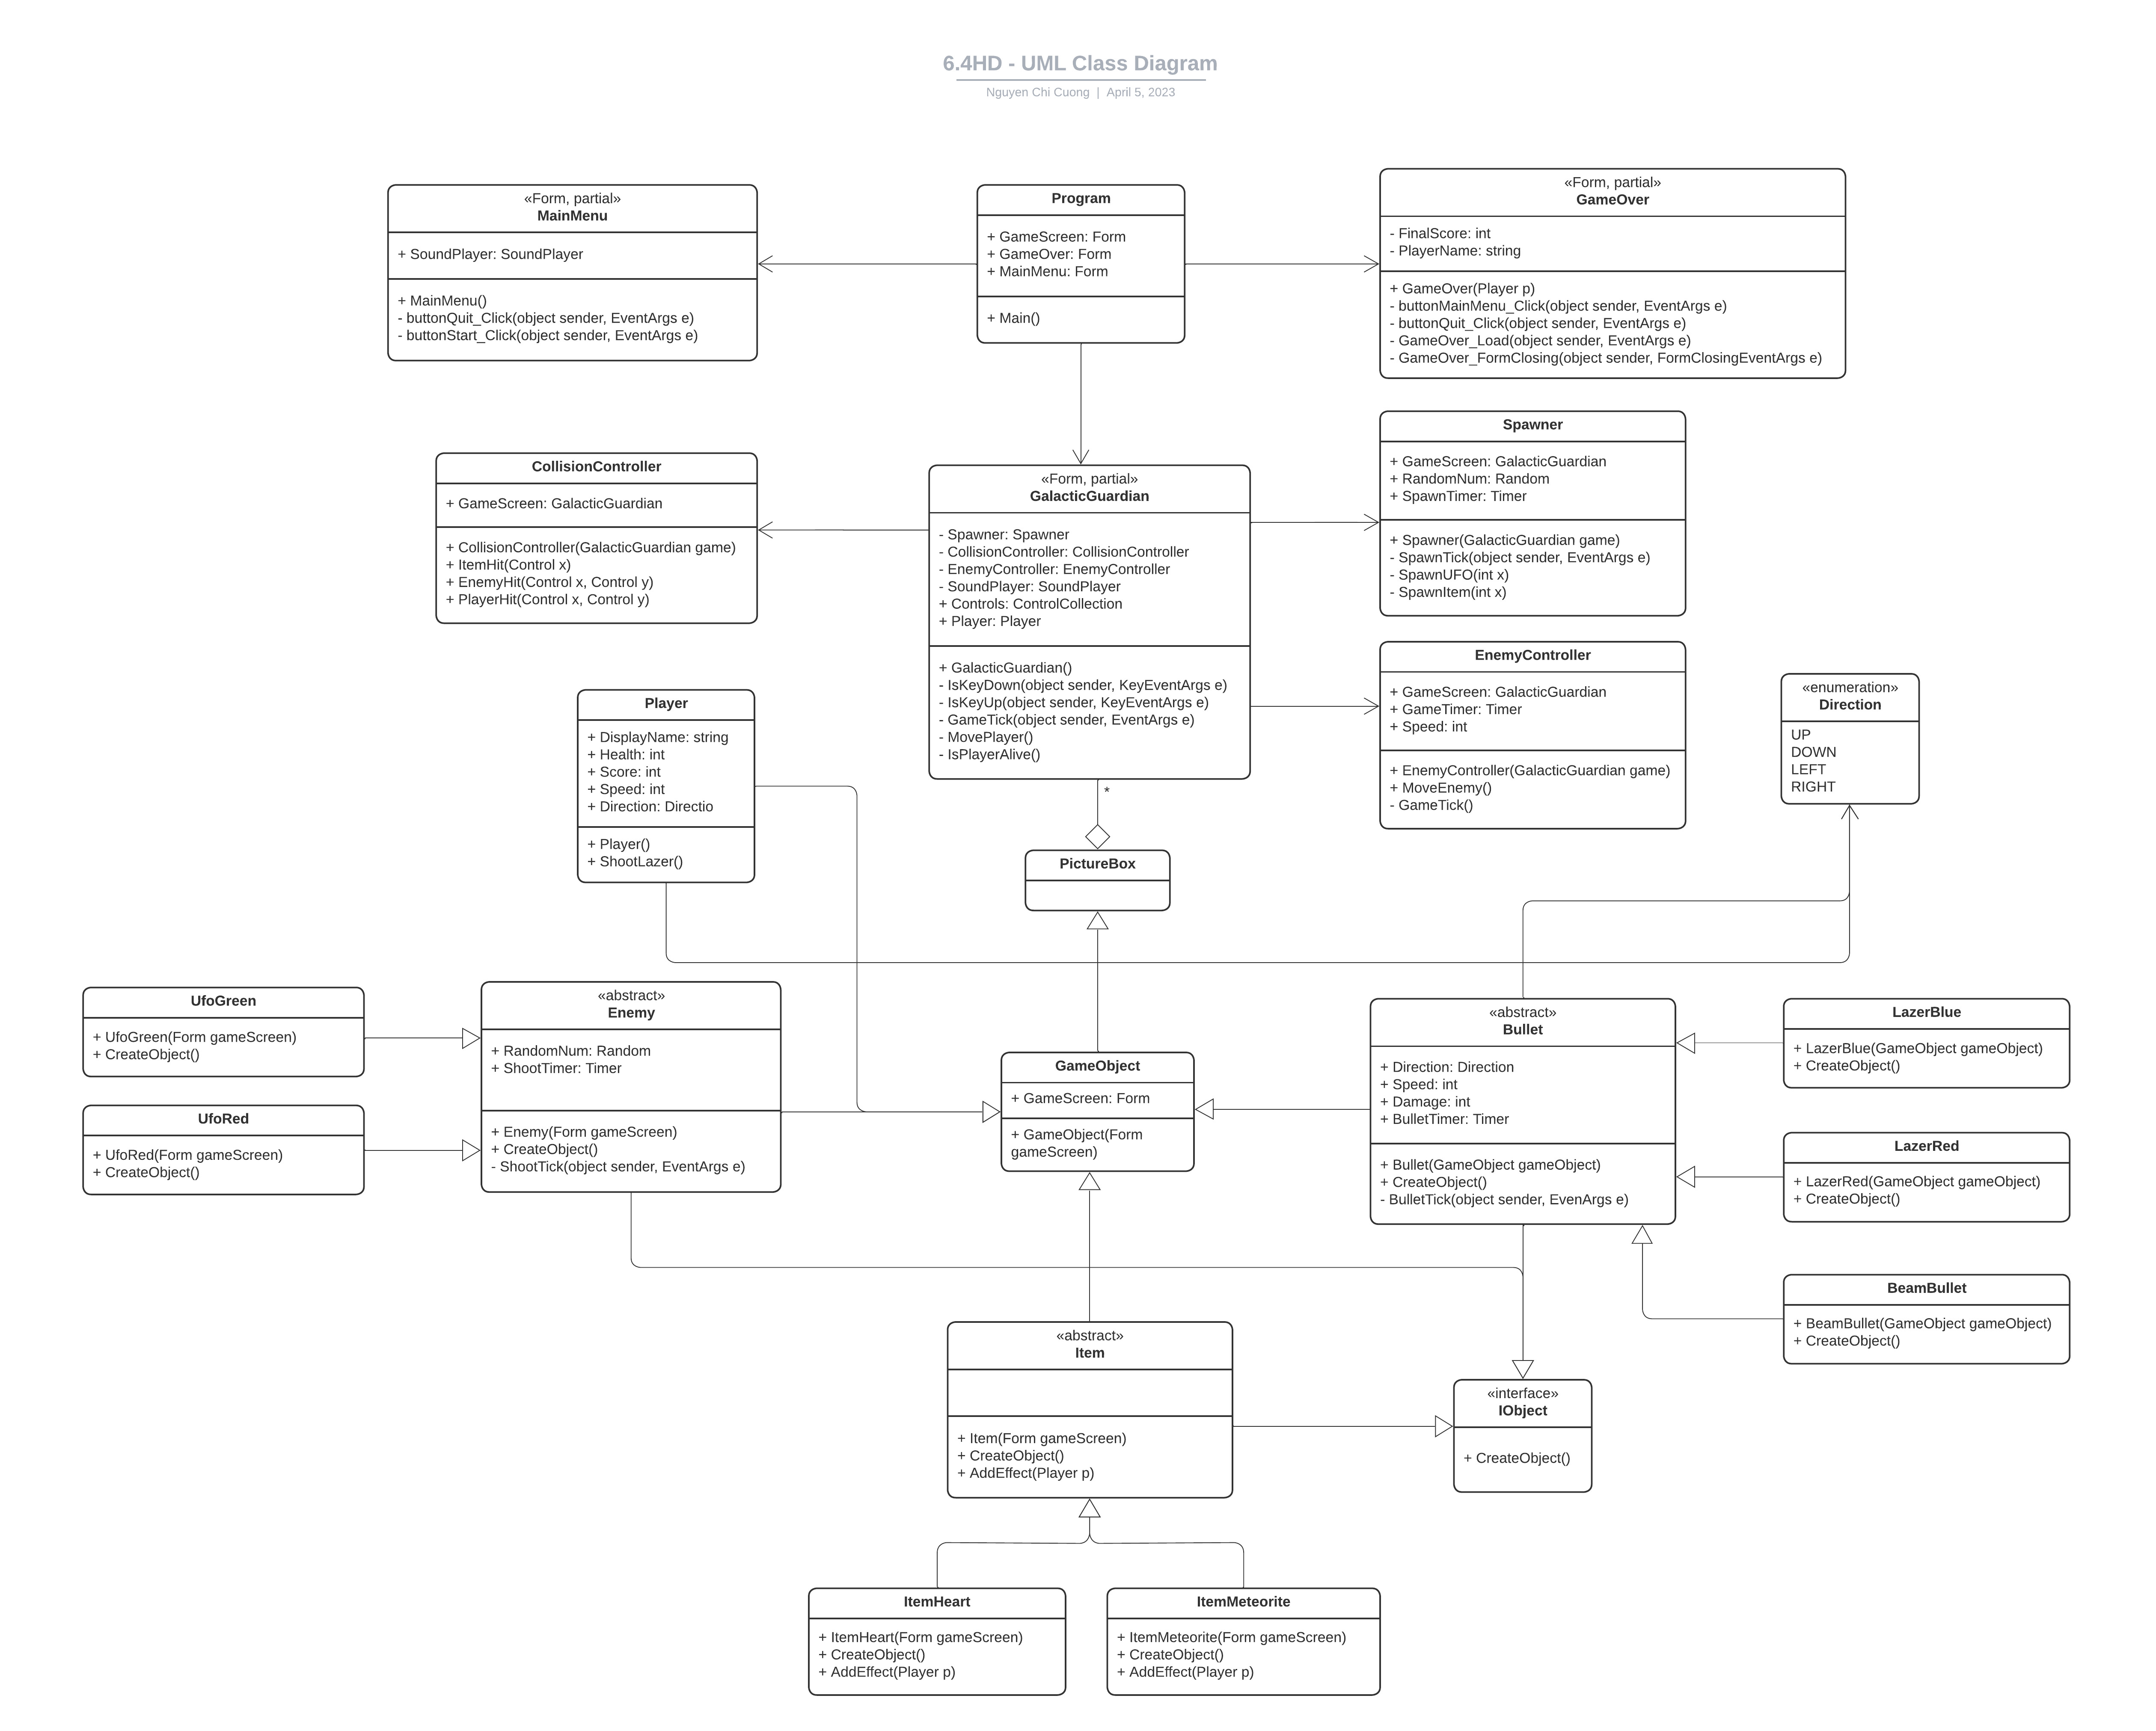 6.4HD - UML Class Diagram
Nguyen Chi Cuong | April 5, 2023
«Form, partial»
MainMenu
+ SoundPlayer: SoundPlayer
+ MainMenu()
- buttonQuit_Click(object sender, EventArgs e)
- buttonStart_Click(object sender, EventArgs e)
Program
+ GameScreen: Form
+ GameOver: Form
+ MainMenu: Form
+ Main()
«Form, partial»
GameOver
- FinalScore: int
- PlayerName: string
+ GameOver(Player p)
- buttonMainMenu_Click(object sender, EventArgs e)
- buttonQuit_Click(object sender, EventArgs e)
- GameOver_Load(object sender, EventArgs e)
- GameOver_FormClosing(object sender, FormClosingEventArgs e)
CollisionController
+ GameScreen: GalacticGuardian
+ CollisionController(GalacticGuardian game)
+ ItemHit(Control x)
+ EnemyHit(Control x, Control y)
+ PlayerHit(Control x, Control y)
«Form, partial»
GalacticGuardian
- Spawner: Spawner
- CollisionController: CollisionController
- EnemyController: EnemyController
- SoundPlayer: SoundPlayer
+ Controls: ControlCollection
+ Player: Player
+ GalacticGuardian()
- IsKeyDown(object sender, KeyEventArgs e)
- IsKeyUp(object sender, KeyEventArgs e)
- GameTick(object sender, EventArgs e)
- MovePlayer()
- IsPlayerAlive()
*
Spawner
+ GameScreen: GalacticGuardian
+ RandomNum: Random
+ SpawnTimer: Timer
+ Spawner(GalacticGuardian game)
- SpawnTick(object sender, EventArgs e)
- SpawnUFO(int x)
- SpawnItem(int x)
EnemyController
+ GameScreen: GalacticGuardian
+ GameTimer: Timer
+ Speed: int
+ EnemyController(GalacticGuardian game)
+ MoveEnemy()
- GameTick()
«enumeration»
Direction
UP
DOWN
LEFT
RIGHT
Player
+ DisplayName: string
+ Health: int
+ Score: int
+ Speed: int
+ Direction: Directio
+ Player()
+ ShootLazer()
PictureBox
UfoGreen
+ UfoGreen(Form gameScreen)
+ CreateObject()
UfoRed
+ UfoRed(Form gameScreen)
+ CreateObject()
«abstract»
Enemy
+ RandomNum: Random
+ ShootTimer: Timer
+ Enemy(Form gameScreen)
+ CreateObject()
- ShootTick(object sender, EventArgs e)
GameObject
+ GameScreen: Form
+ GameObject(Form
gameScreen)
«abstract»
Bullet
+ Direction: Direction
+ Speed: int
+ Damage: int
+ BulletTimer: Timer
+ Bullet(GameObject gameObject)
+ CreateObject()
- BulletTick(object sender, EvenArgs e)
LazerBlue
+ LazerBlue(GameObject gameObject)
+ CreateObject()
LazerRed
+ LazerRed(GameObject gameObject)
+ CreateObject()
BeamBullet
+ BeamBullet(GameObject gameObject)
+ CreateObject()
«abstract»
Item
+ Item(Form gameScreen)
+ CreateObject()
+ AddEffect(Player p)
«interface»
IObject
+ CreateObject()
ItemHeart
+ ItemHeart(Form gameScreen)
+ CreateObject()
+ AddEffect(Player p)
ItemMeteorite
+ ItemMeteorite(Form gameScreen)
+ CreateObject()
+ AddEffect(Player p)